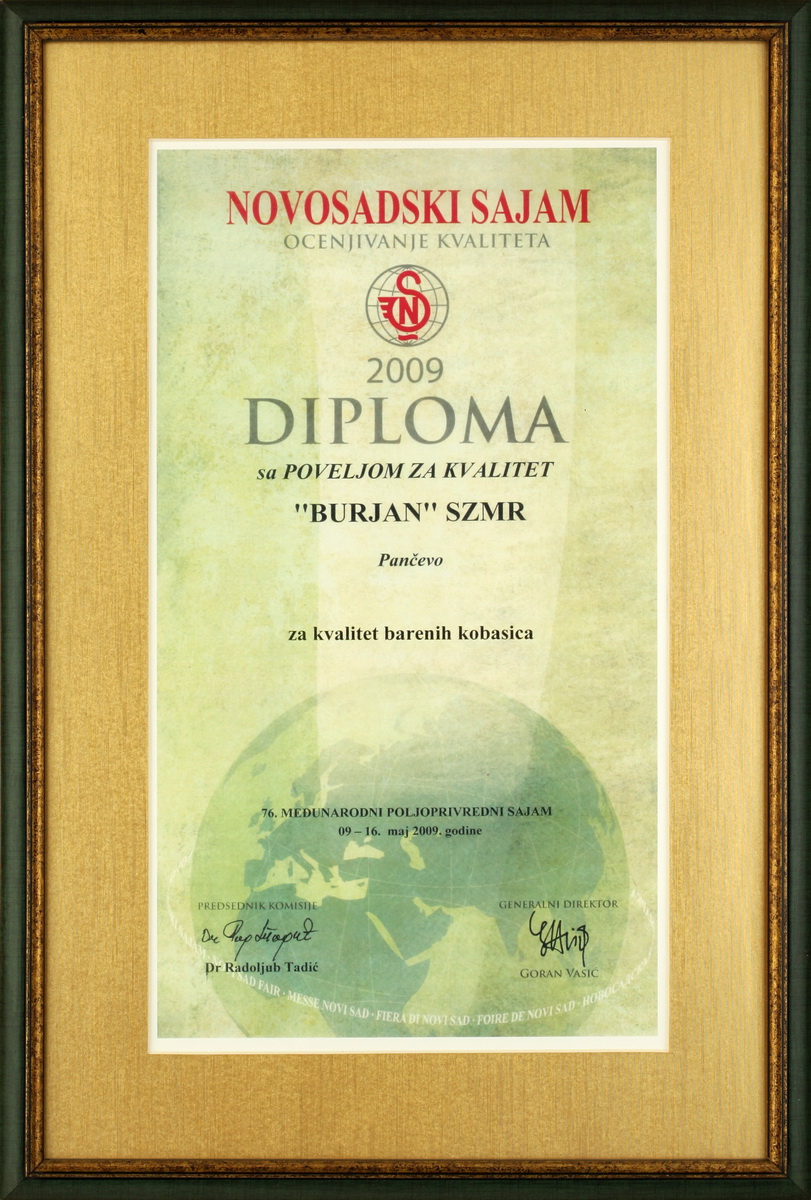 NOVOSADSKI SAJAM
OCENJIVANJE KVALITETA
NS
2009
DIPLOMA
sa POVELJOM ZA KVALITET
"BURJAN" SZMR
Pančevo
za kvalitet barenih kobasica
76. MEĐUNARODNI POLJOPRIVREDNI SAJAM
09 – 16. maj 2009. godine
PREDSEDNIK KOMISIJE
Dr Radoljub Tadić
GENERALNI DIREKTOR
GORAN VASIĆ
SAD FAIR · MESSE NOVI SAD · FIERA DI NOVI SAD · FOIRE DE NOVI SAD